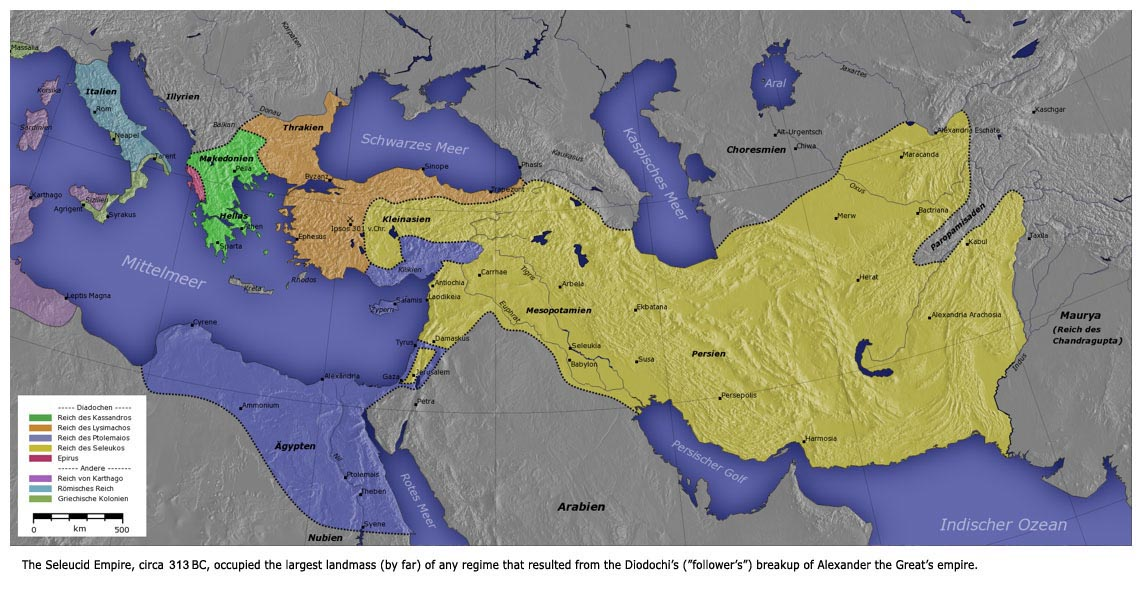 Massalia
Karpaten
Jaxartes
Aral
Korsika
Italien
Illyrien
Rom
Donau
Kaschgar
Sardinien
Balkan
Thrakien
Schwarzes Meer
Kaspisches Meer
Alt-Urgentsch
Alexandria Eschate
Neapel
Chiwa
Choresmien
Tarent
Makedonien
Pella
Kaukasus
Phasis
Maracanda
Sinope
Byzanz
Trapezunt
Oxus
Karthago
Sizilien
Agrigent
Syrakus
Hellas
Athen
Sparta
Kleinasien
Ipsos 301 v.Chr.
Ephesus
Merw
Bactriana
Paropamisaden
Kabul
Taxila
Mittelmeer
Rhodos
Kreta
Kilikien
Carrhae
Tigris
Antiochia
Arbela
Herat
Leptis Magna
Salamis
Laodikeia
Zypern
Euphrat
Mesopotamien
Ekbatana
Alexandria Arachosia
Maurya
(Reich des
Chandragupta)
Cyrene
Tyrus
Damaskus
Seleukia
Babylon
Susa
Persien
Indus
Alexandria
Gaza
Jerusalem
Persepolis
Ammonium
Petra
Ägypten
Nil
Harmosia
Persischer Golf
Ptolemais
Theben
Rotes Meer
Arabien
Syene
Nubien
Indischer Ozean
----- Diadochen -----
Reich des Kassandros
Reich des Lysimachos
Reich des Ptolemaios
Reich des Seleukos
Epirus
------ Andere -------
Reich von Karthago
Römisches Reich
Griechische Kolonien
0 km 500
The Seleucid Empire, circa 313 BC, occupied the largest landmass (by far) of any regime that resulted from the Diodochi's ("follower's") breakup of Alexander the Great's empire.